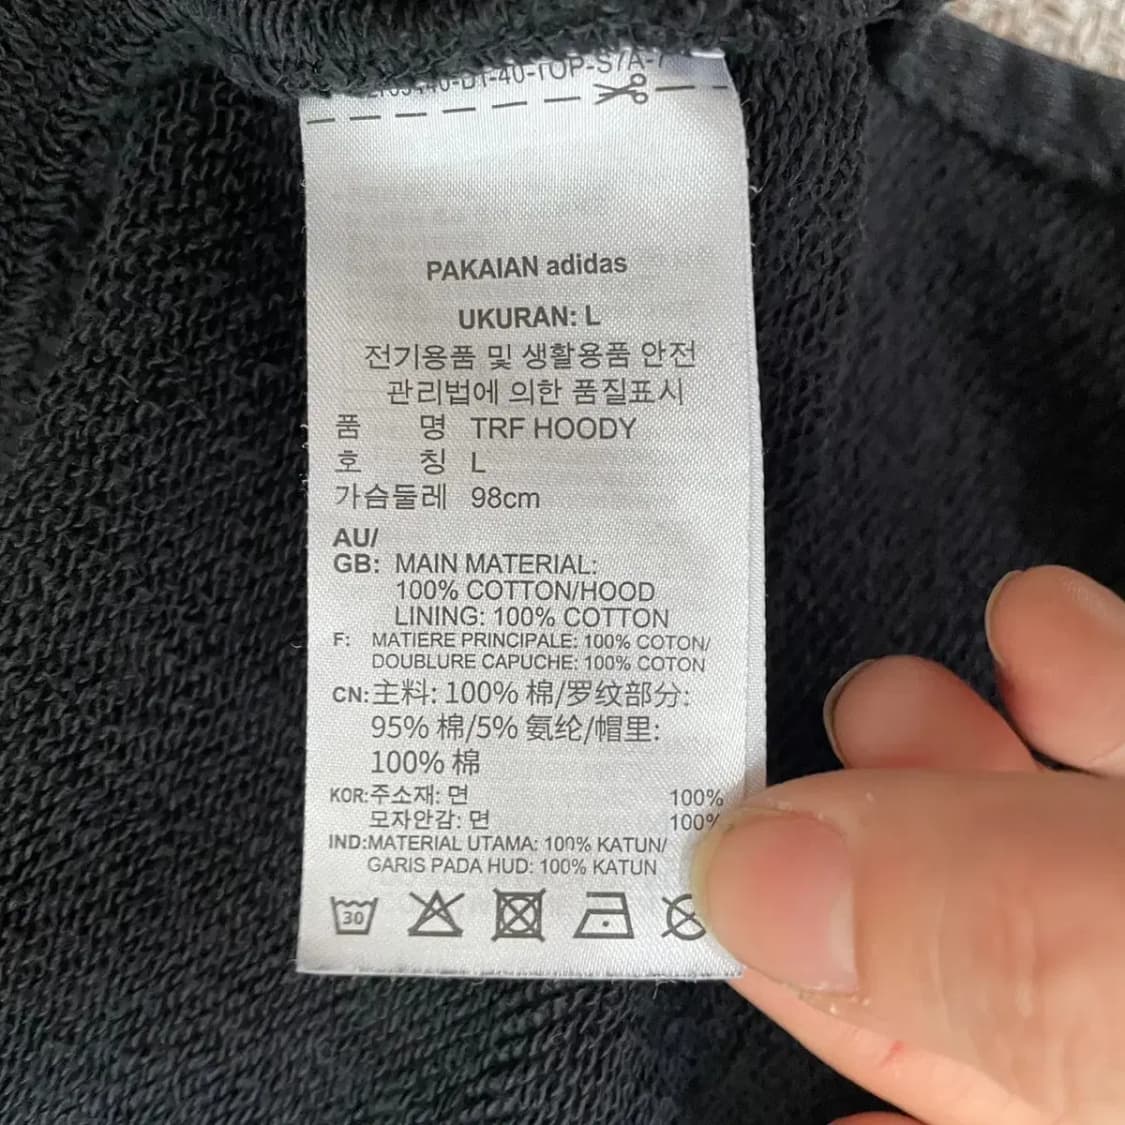 PAKAIAN adidas
UKURAN: L
전기용품 및 생활용품 안전
관리법에 의한 품질표시
품 명 TRF HOODY
호 칭 L
가슴둘레 98cm
AU/
GB: MAIN MATERIAL:
100% COTTON/HOOD
LINING: 100% COTTON
F: MATIERE PRINCIPALE: 100% COTON/
DOUBLURE CAPUCHE: 100% COTON
CN: 主料: 100% 棉/罗纹部分:
95% 棉/5% 氨纶/帽里:
100% 棉
KOR: 주소재: 면 100%
모자안감: 면 100%
IND: MATERIAL UTAMA: 100% KATUN/
GARIS PADA HUD: 100% KATUN
30